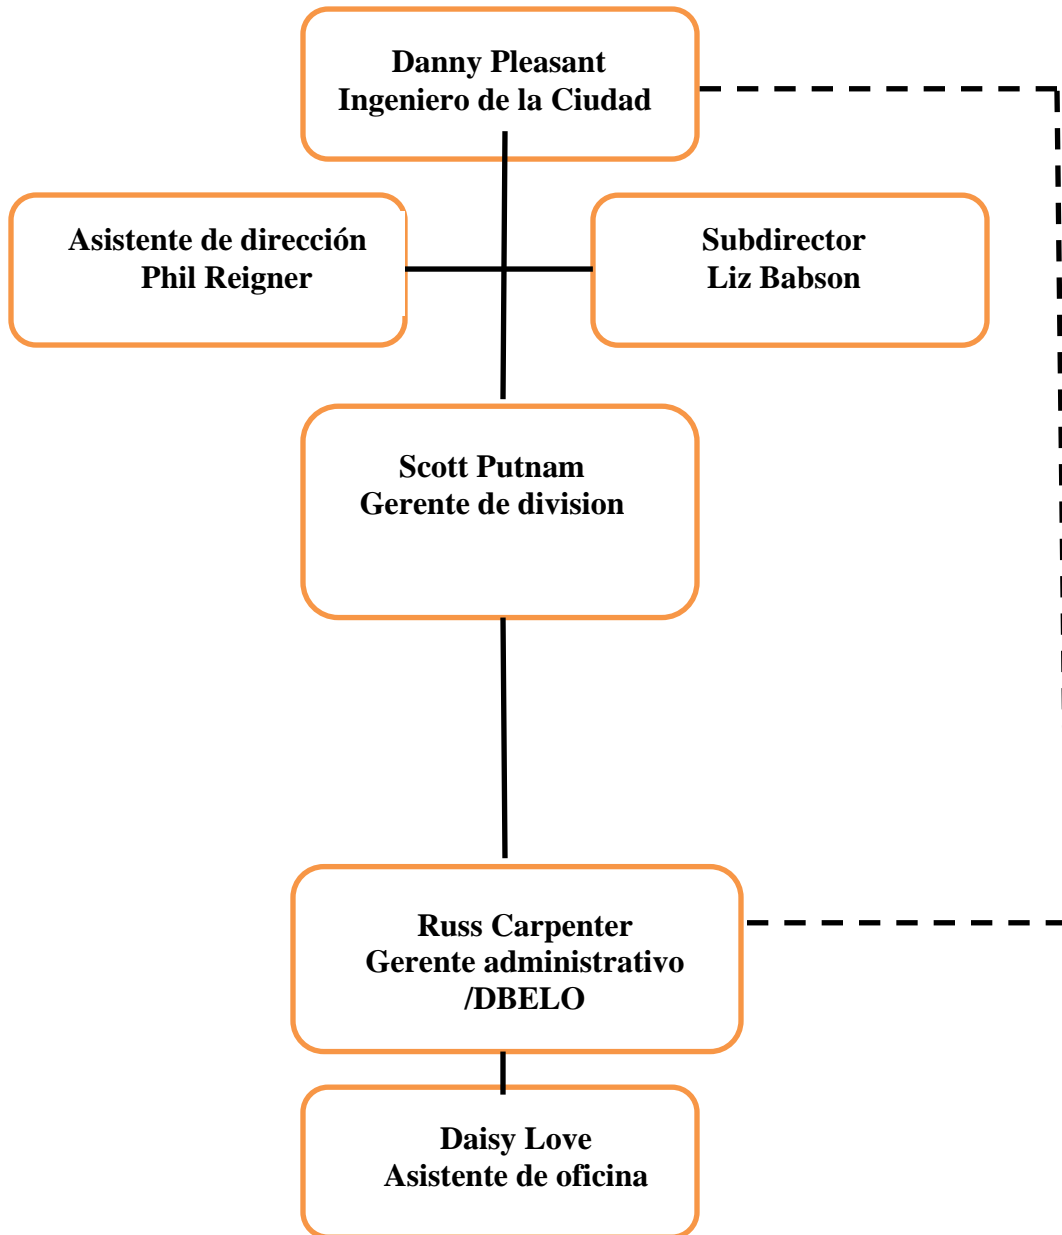 Danny Pleasant
Ingeniero de la Ciudad
Asistente de dirección
Phil Reigner
Subdirector
Liz Babson
Scott Putnam
Gerente de division
Russ Carpenter
Gerente administrativo
/DBELO
Daisy Love
Asistente de oficina